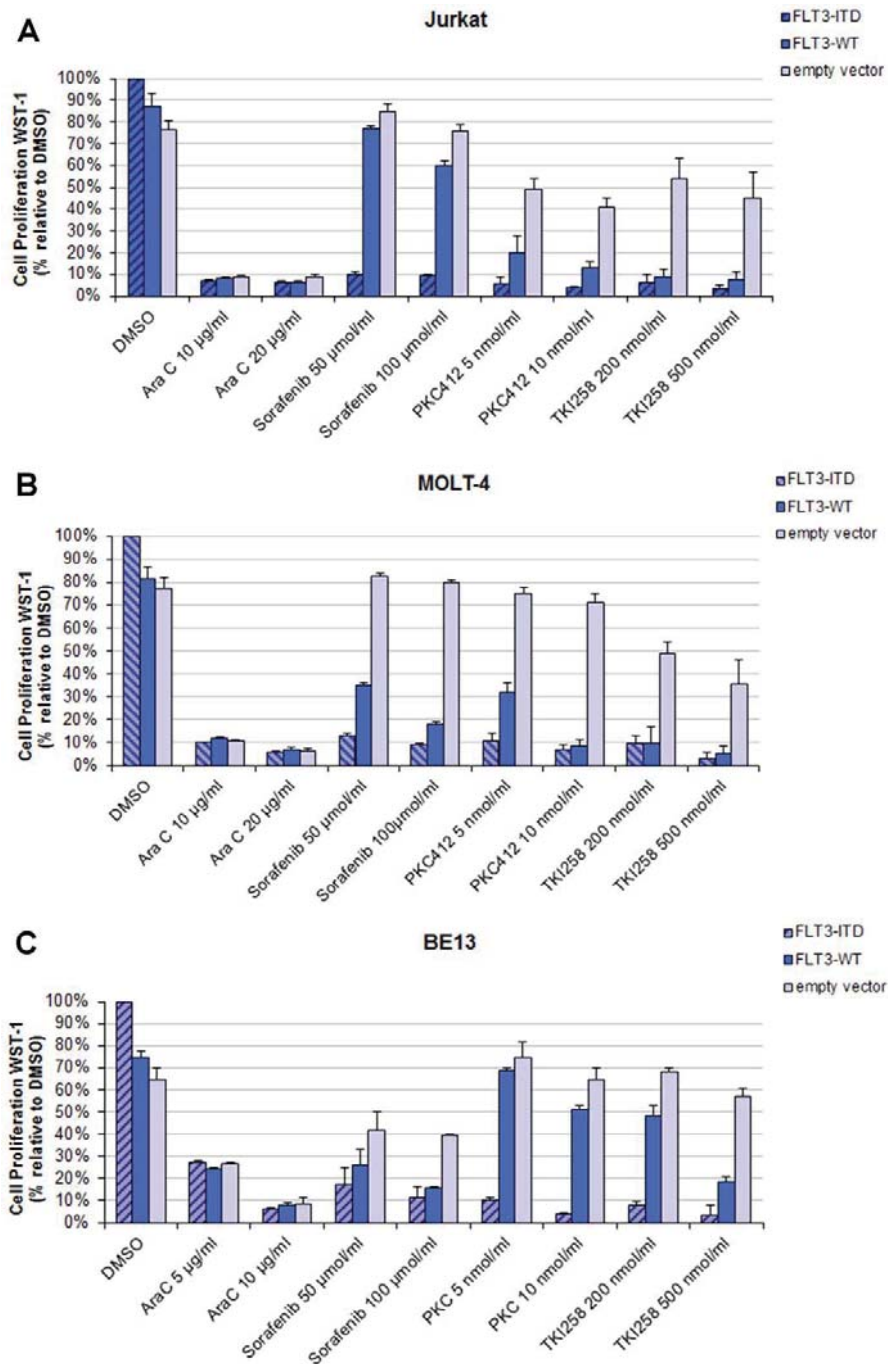 A
Jurkat
FLT3-ITD
FLT3-WT
empty vector
Cell Proliferation WST-1
(% relative to DMSO)
100%
90%
80%
70%
60%
50%
40%
30%
20%
10%
0%
DMSO
Ara C 10 µg/ml
Ara C 20 µg/ml
Sorafenib 50 µmol/ml
Sorafenib 100 µmol/ml
PKC412 5 nmol/ml
PKC412 10 nmol/ml
TKI258 200 nmol/ml
TKI258 500 nmol/ml
B
MOLT-4
FLT3-ITD
FLT3-WT
empty vector
Cell Proliferation WST-1
(% relative to DMSO)
100%
90%
80%
70%
60%
50%
40%
30%
20%
10%
0%
DMSO
Ara C 10 µg/ml
Ara C 20 µg/ml
Sorafenib 50 µmol/ml
Sorafenib 100µmol/ml
PKC412 5 nmol/ml
PKC412 10 nmol/ml
TKI258 200 nmol/ml
TKI258 500 nmol/ml
C
BE13
FLT3-ITD
FLT3-WT
empty vector
Cell Proliferation WST-1
(% relative to DMSO)
100%
90%
80%
70%
60%
50%
40%
30%
20%
10%
0%
DMSO
AraC 5 µg/ml
AraC 10 µg/ml
Sorafenib 50 µmol/ml
Sorafenib 100 µmol/ml
PKC 5 nmol/ml
PKC 10 nmol/ml
TKI258 200 nmol/ml
TKI258 500 nmol/ml